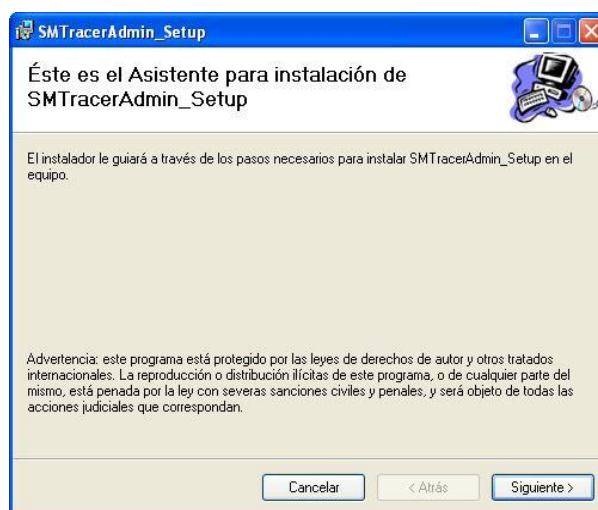 SMTracerAdmin_Setup
Éste es el Asistente para instalación de
SMTracerAdmin_Setup
El instalador le guiará a través de los pasos necesarios para instalar SMTracerAdmin_Setup en el
equipo.
Advertencia: este programa está protegido por las leyes de derechos de autor y otros tratados
internacionales. La reproducción o distribución ilícitas de este programa, o de cualquier parte del
mismo, está penada por la ley con severas sanciones civiles y penales, y será objeto de todas las
acciones judiciales que correspondan.
Cancelar < Atrás Siguiente >